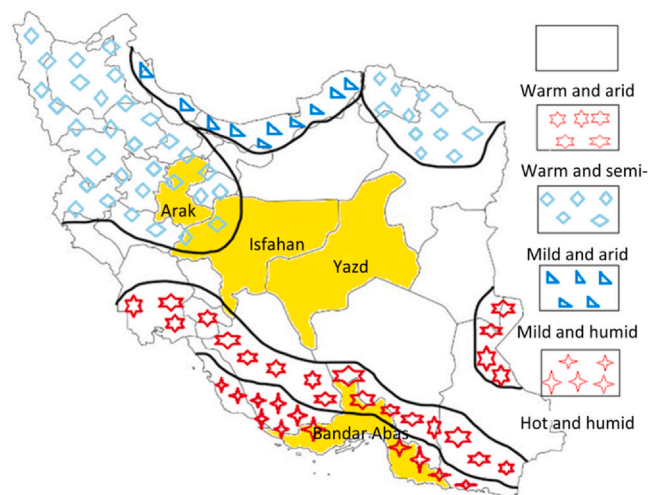 Warm and arid
Warm and semi-
Arak
Isfahan
Mild and arid
Yazd
Mild and humid
Bandar Abas
Hot and humid